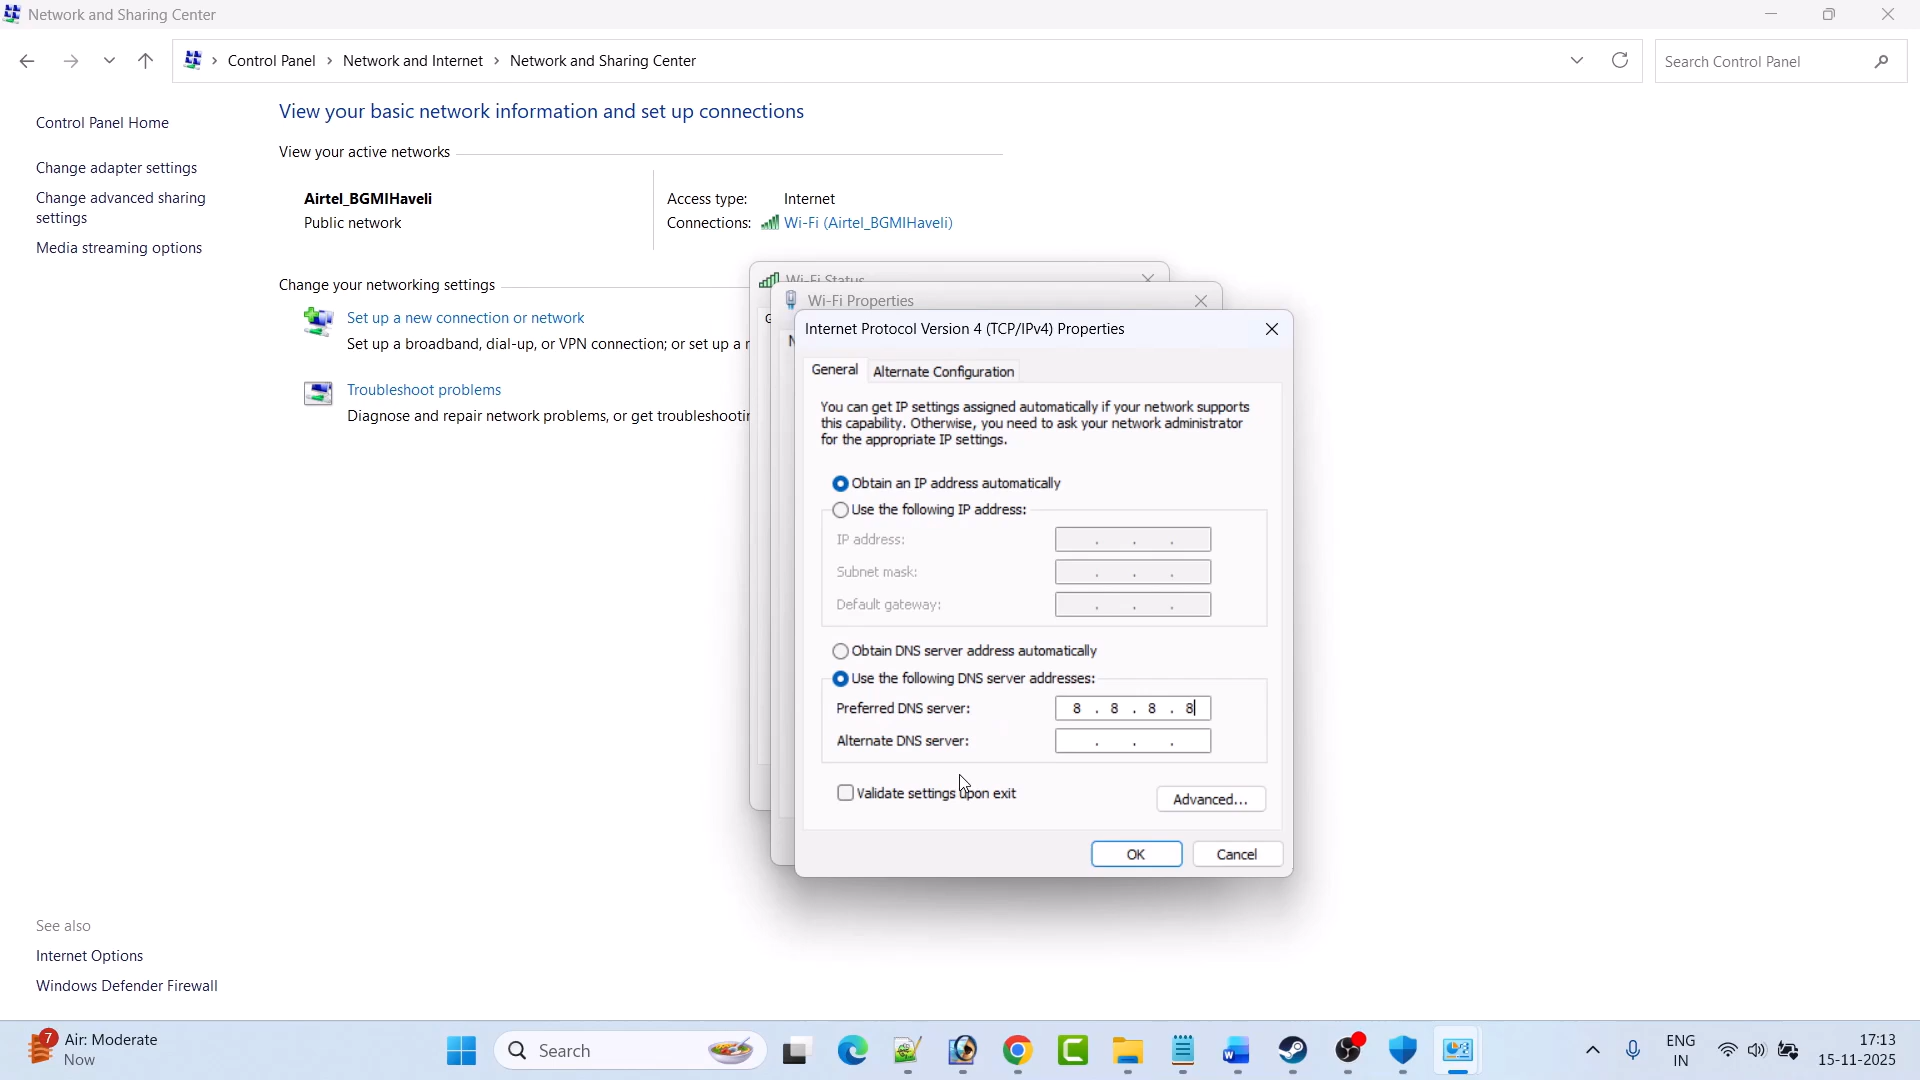 Network and Sharing Center
Control Panel > Network and Internet > Network and Sharing Center
Search Control Panel
Control Panel Home
Change adapter settings
Change advanced sharing
settings
Media streaming options
View your basic network information and set up connections
View your active networks
Airtel_BGMIHaveli
Public network
Access type: Internet
Connections: Wi-Fi (Airtel_BGMIHaveli)
Change your networking settings
Set up a new connection or network
Set up a broadband, dial-up, or VPN connection; or set up a r
Troubleshoot problems
Diagnose and repair network problems, or get troubleshootin
Wi-Fi Status
Wi-Fi Properties
Internet Protocol Version 4 (TCP/IPv4) Properties
General
Alternate Configuration
You can get IP settings assigned automatically if your network supports
this capability. Otherwise, you need to ask your network administrator
for the appropriate IP settings.
Obtain an IP address automatically
Use the following IP address:
IP address: . . .
Subnet mask: . . .
Default gateway: . . .
Obtain DNS server address automatically
Use the following DNS server addresses:
Preferred DNS server: 8 . 8 . 8 . 8
Alternate DNS server: . . .
Validate settings upon exit
Advanced...
OK
Cancel
See also
Internet Options
Windows Defender Firewall
7
Air: Moderate
Now
Search
ENG
IN
17:13
15-11-2025